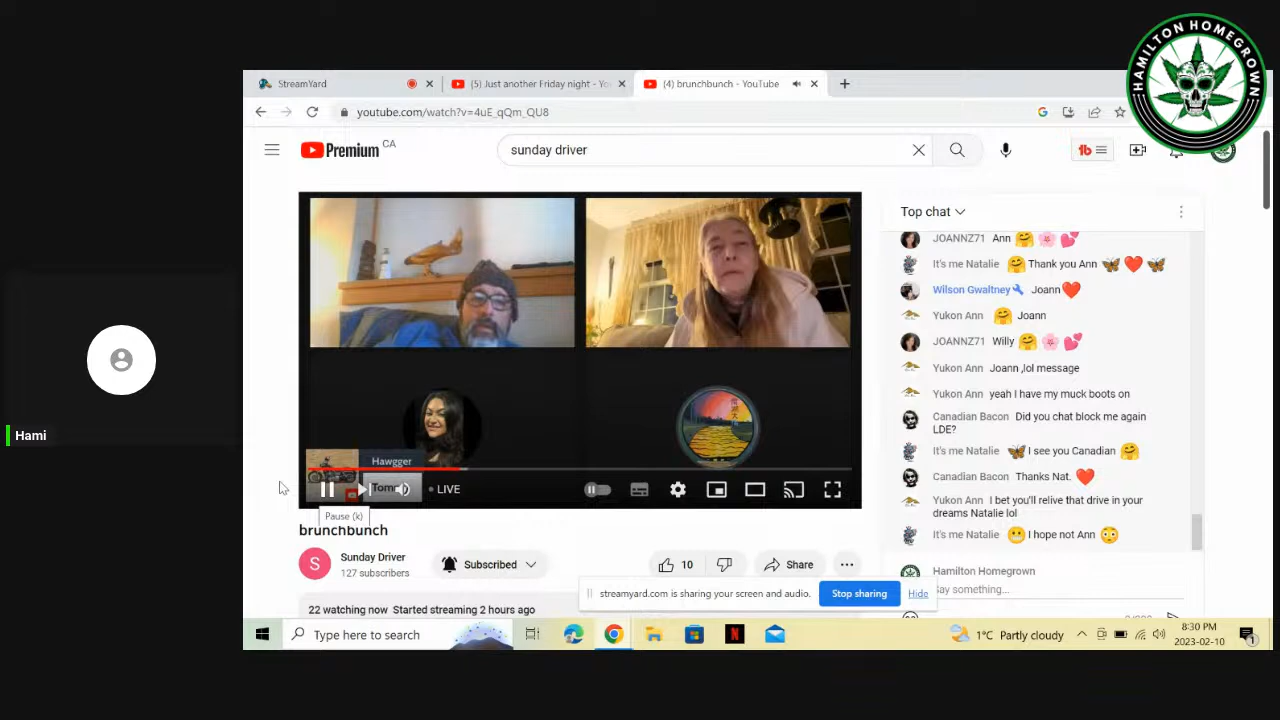 HAMILTON HOMEGROWN
StreamYard
(5) Just another Friday night - Yo
(4) brunchbunch - YouTube
youtube.com/watch?v=4uE_qQm_QU8
Premium CA
sunday driver
Top chat
JOANNZ71 Ann
It's me Natalie Thank you Ann
Wilson Gwaltney Joann
Yukon Ann Joann
JOANNZ71 Willy
Yukon Ann Joann ,lol message
Yukon Ann yeah I have my muck boots on
Canadian Bacon Did you chat block me again
LDE?
It's me Natalie I see you Canadian
Canadian Bacon Thanks Nat.
Yukon Ann I bet you'll relive that drive in your
dreams Natalie lol
It's me Natalie I hope not Ann
Hamilton Homegrown
Say something...
Hawgger
Tom
LIVE
Pause (k)
brunchbunch
S
Sunday Driver
127 subscribers
Subscribed
10
Share
22 watching now Started streaming 2 hours ago
streamyard.com is sharing your screen and audio.
Stop sharing
Hide
Hami
Type here to search
N
1°C Partly cloudy
8:30 PM
2023-02-10
1